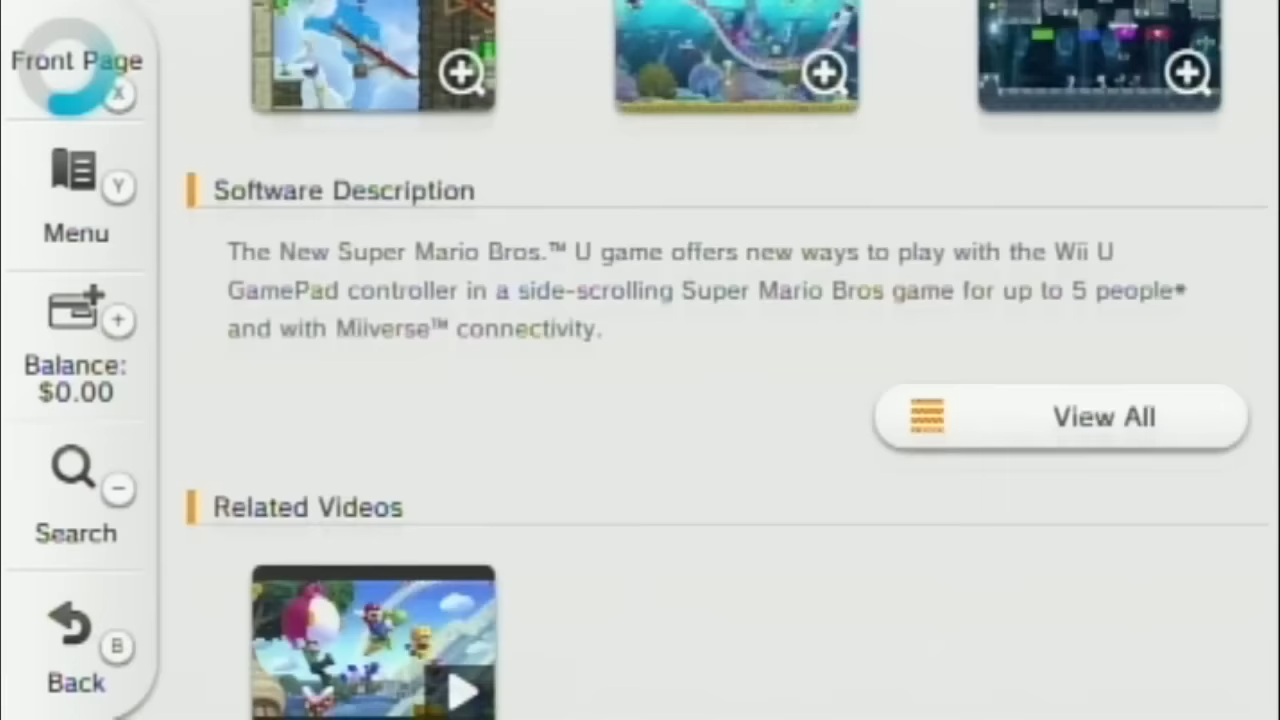 Front Page
X
Y
Menu
+
Balance:
$0.00
−
Search
B
Back
Software Description
The New Super Mario Bros.™ U game offers new ways to play with the Wii U
GamePad controller in a side-scrolling Super Mario Bros game for up to 5 people*
and with Miiverse™ connectivity.
View All
Related Videos